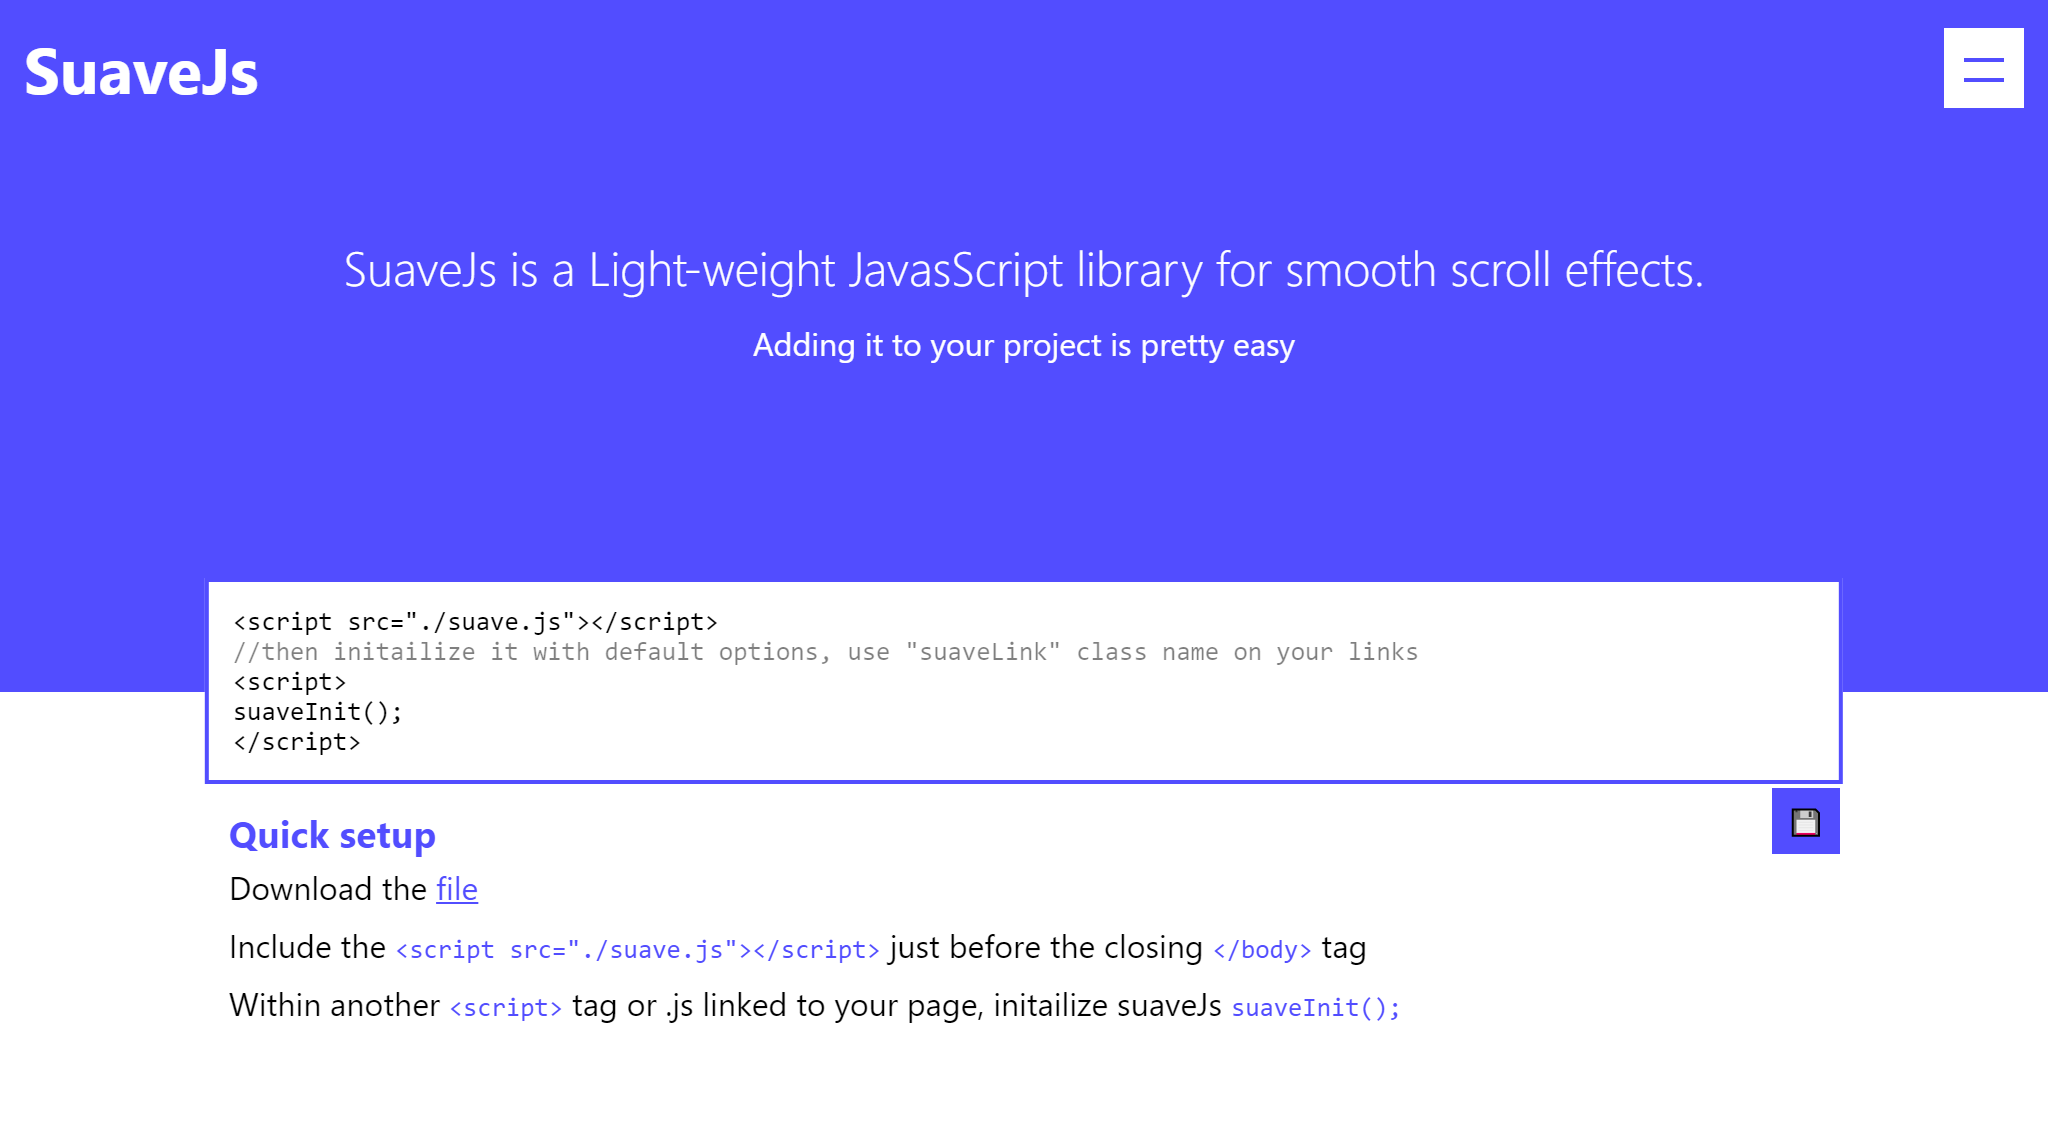 SuaveJs
SuaveJs is a Light-weight JavasScript library for smooth scroll effects.
Adding it to your project is pretty easy
<script src="./suave.js"></script>
//then initailize it with default options, use "suaveLink" class name on your links
<script>
suaveInit();
</script>
Quick setup
Download the file
Include the <script src="./suave.js"></script> just before the closing </body> tag
Within another <script> tag or .js linked to your page, initailize suaveJs suaveInit();